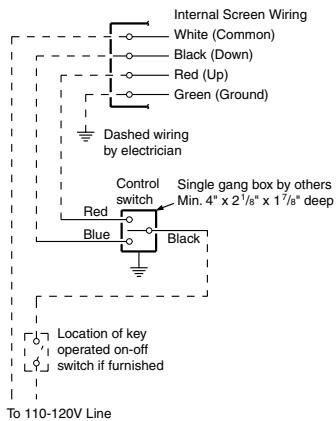 Internal Screen Wiring
White (Common)
Black (Down)
Red (Up)
Green (Ground)
Dashed wiring
by electrician
Control
switch
Single gang box by others
Min. 4" x 2 1/8" x 1 7/8" deep
Red
Blue
Black
Location of key
operated on-off
switch if furnished
To 110-120V Line